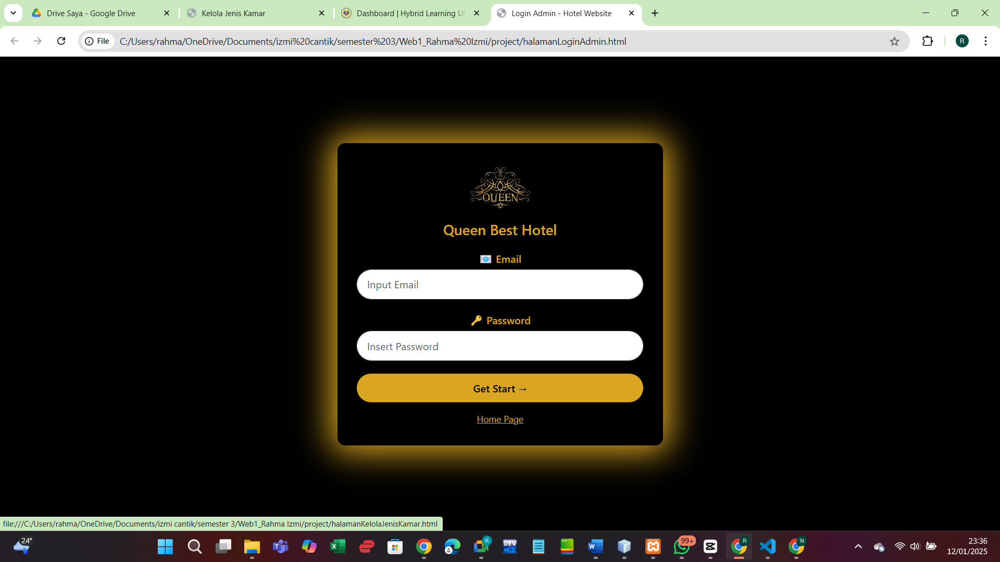 Drive Saya - Google Drive
Kelola Jenis Kamar
Dashboard | Hybrid Learning U
Login Admin - Hotel Website
File
C:/Users/rahma/OneDrive/Documents/izmi%20cantik/semester%203/Web1_Rahma%20Izmi/project/halamanLoginAdmin.html
R
QUEEN
Queen Best Hotel
Email
Input Email
Password
Insert Password
Get Start →
Home Page
file:///C:/Users/rahma/OneDrive/Documents/izmi cantik/semester 3/Web1_Rahma Izmi/project/halamanKelolaJenisKamar.html
24°
R
DEV
C++
W
99+
R
N
23:36
12/01/2025